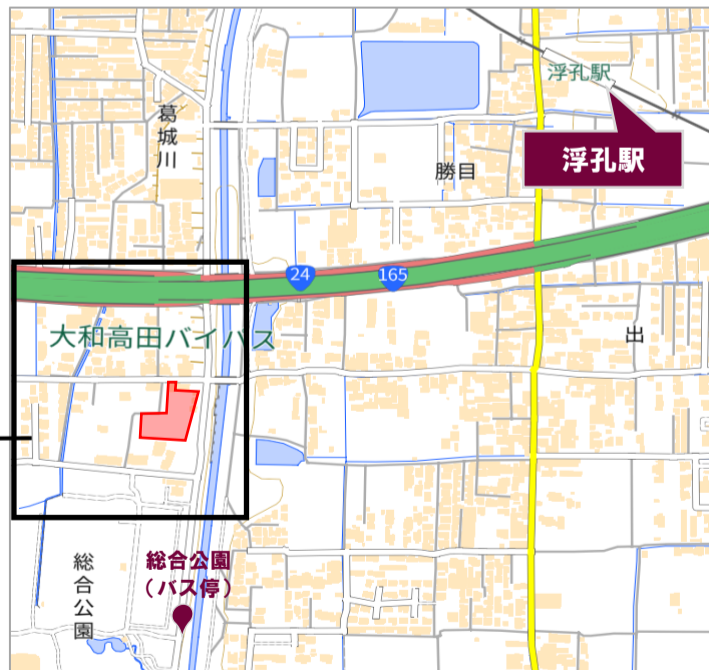 浮孔駅
浮孔駅
葛城川
勝目
24
165
大和高田バイパス
出
総合公園
（バス停）
総合公園